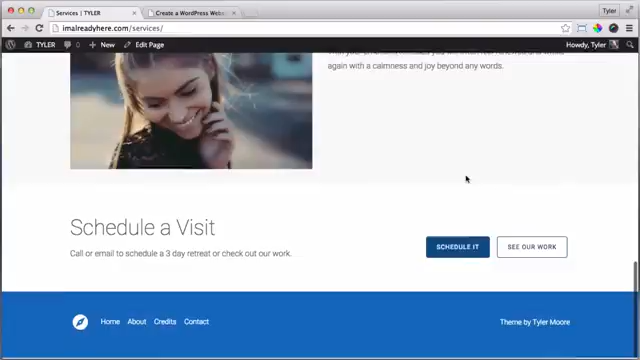 Services | TYLER
Create a WordPress Webs
Tyler
imalreadyhere.com/services/
TYLER
0
New
Edit Page
Howdy, Tyler
again with a calmness and joy beyond any words.
Schedule a Visit
Call or email to schedule a 3 day retreat or check out our work.
SCHEDULE IT
SEE OUR WORK
Home
About
Credits
Contact
Theme by Tyler Moore